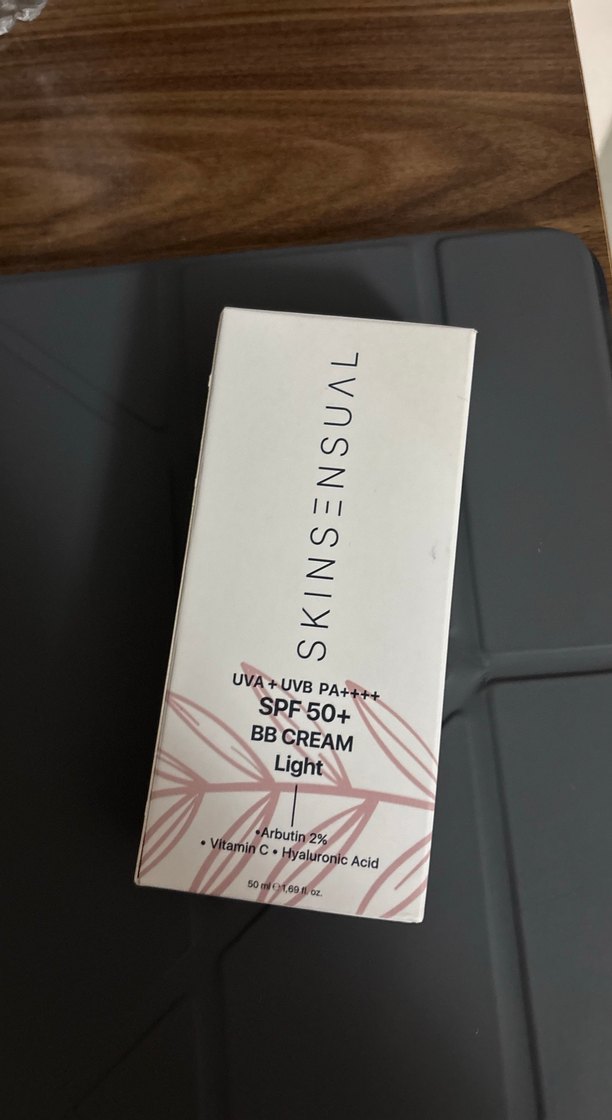 SKINSENSUAL
UVA + UVB PA++++
SPF 50+
BB CREAM
Light
•Arbutin 2%
• Vitamin C • Hyaluronic Acid
50 ml ℮ 1,69 fl. oz.